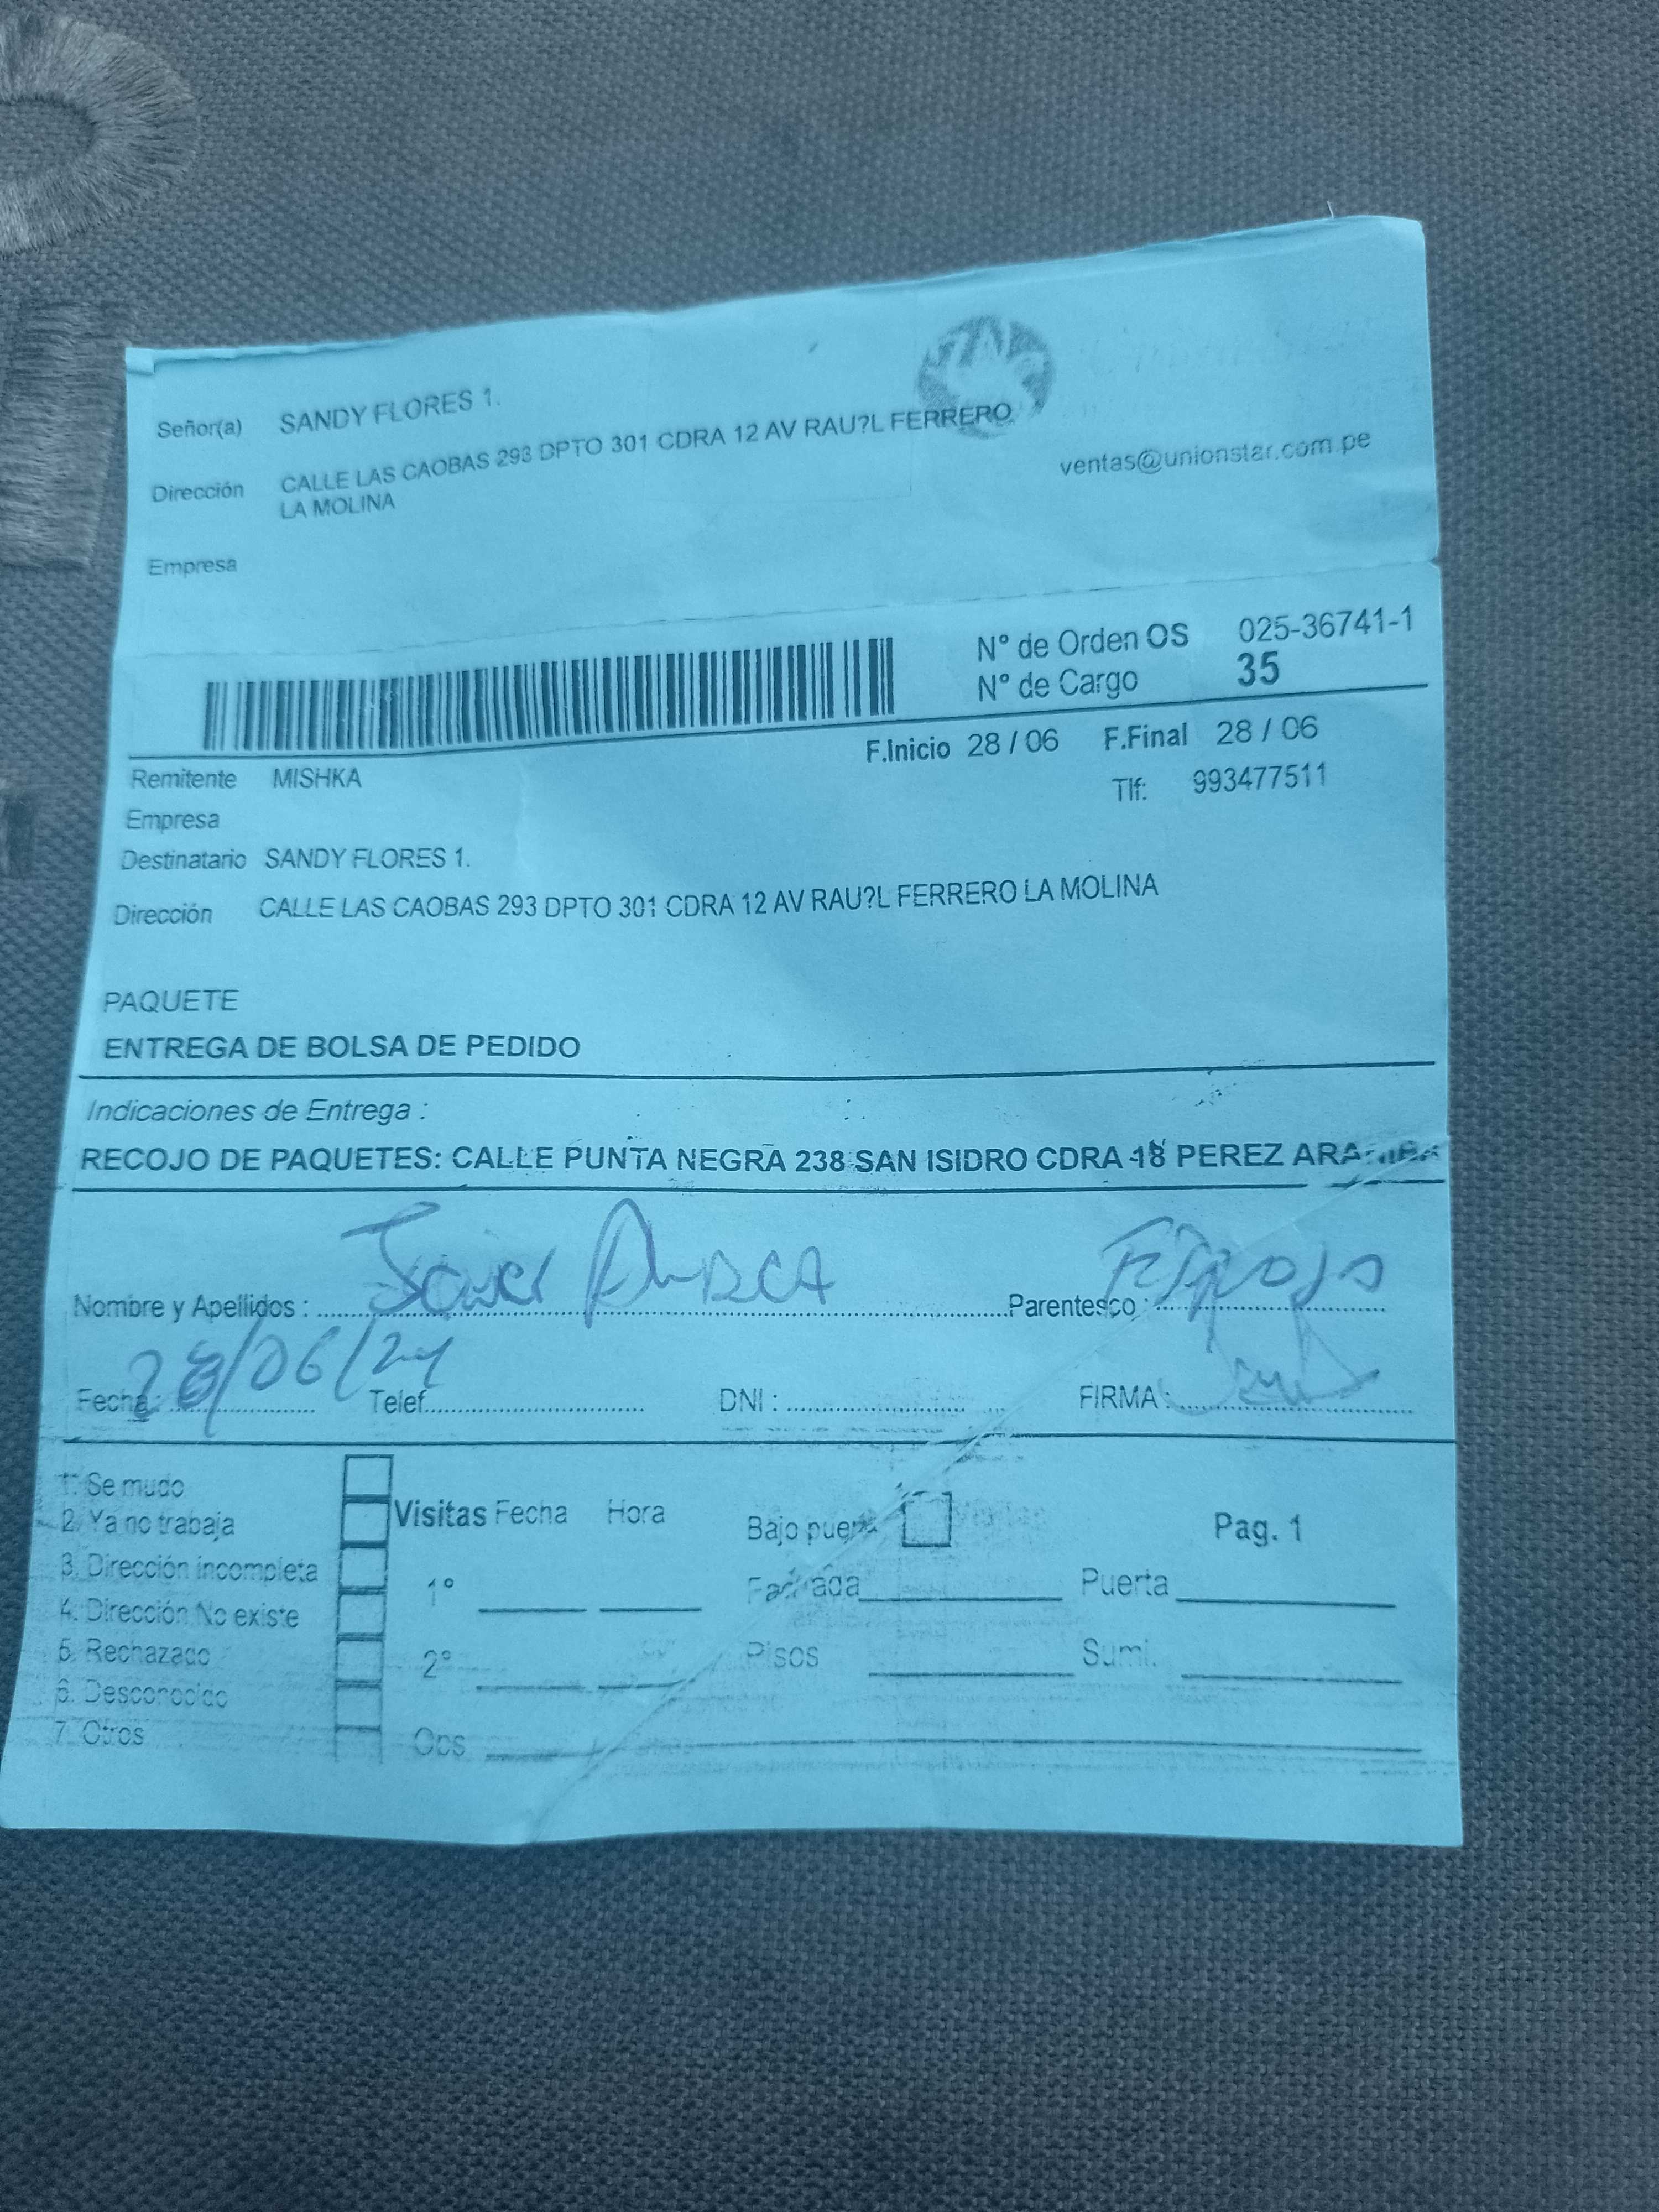 Señor(a) SANDY FLORES 1.
Dirección CALLE LAS CAOBAS 293 DPTO 301 CDRA 12 AV RAU?L FERRERO
LA MOLINA
ventas@unionstar.com.pe
Empresa
N° de Orden OS 025-36741-1
N° de Cargo 35
F.Inicio 28 / 06 F.Final 28 / 06
Remitente MISHKA
Tlf: 993477511
Empresa
Destinatario SANDY FLORES 1.
Dirección CALLE LAS CAOBAS 293 DPTO 301 CDRA 12 AV RAU?L FERRERO LA MOLINA
PAQUETE
ENTREGA DE BOLSA DE PEDIDO
Indicaciones de Entrega :
RECOJO DE PAQUETES: CALLE PUNTA NEGRA 238 SAN ISIDRO CDRA 18 PEREZ
Nombre y Apellidos : Javier Parentesco :
Fecha : 28/06/24 Telef. DNI : FIRMA :
1. Se mudo
2. Ya no trabaja
3. Dirección incompleta
4. Dirección No existe
5. Rechazado
6. Desconocido
7. Otros
Visitas Fecha Hora
1°
2°
Obs
Bajo puerta
Pag. 1
Fachada Puerta
Pisos Sumi.